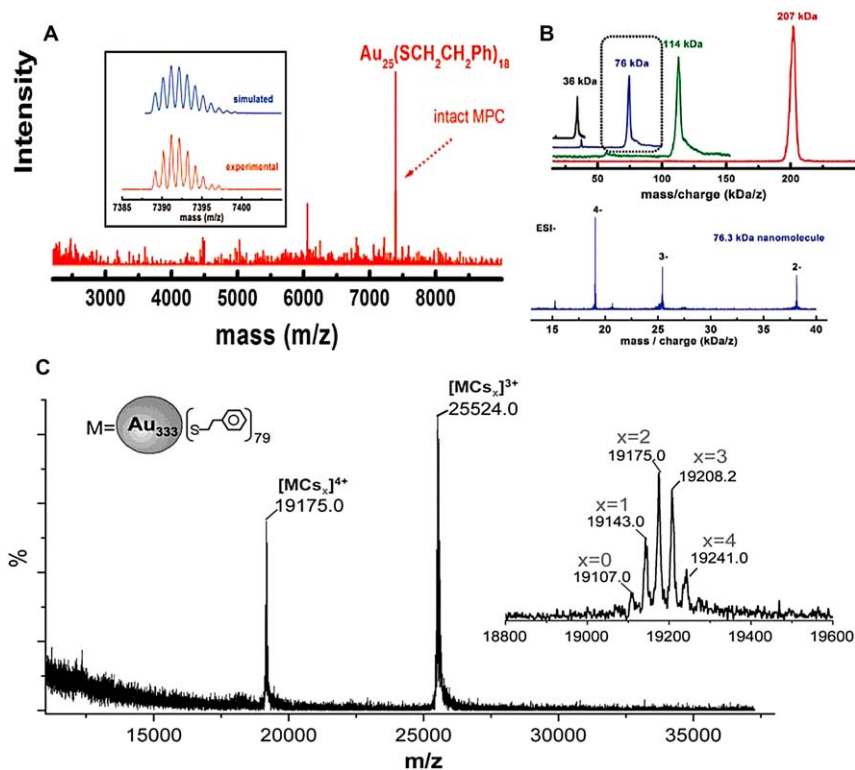 A
Intensity
Au25(SCH2CH2Ph)18
intact MPC
simulated
experimental
7385 7390 7395 7400
mass (m/z)
3000 4000 5000 6000 7000 8000
mass (m/z)
B
207 kDa
114 kDa
76 kDa
36 kDa
50 100 150 200
mass/charge (kDa/z)
ESI-
4-
3-
2-
76.3 kDa nanomolecule
15 20 25 30 35 40
mass / charge (kDa/z)
C
M= Au333 S 79
[MCsx]3+
25524.0
[MCsx]4+
19175.0
x=2
19175.0
x=3
19208.2
x=1
19143.0
x=4
19241.0
x=0
19107.0
18800 19000 19200 19400 19600
%
15000 20000 25000 30000 35000
m/z